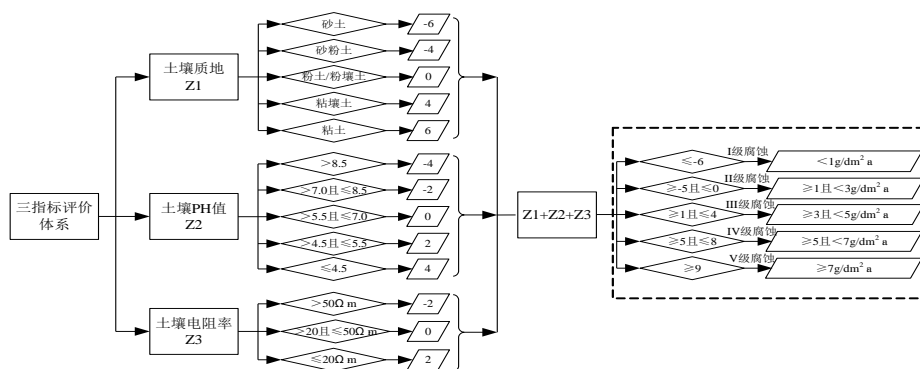 三指标评价
体系
土壤质地
Z1
砂土
-6
砂粉土
-4
粉土/粉壤土
0
粘壤土
4
粘土
6
土壤PH值
Z2
>8.5
-4
>7.0且≤8.5
-2
>5.5且≤7.0
0
>4.5且≤5.5
2
≤4.5
4
土壤电阻率
Z3
>50Ω m
-2
>20且≤50Ω m
0
≤20Ω m
2
Z1+Z2+Z3
≤-6
I级腐蚀
<1g/dm² a
≥-5且≤0
II级腐蚀
≥1且<3g/dm² a
≥1且≤4
III级腐蚀
≥3且<5g/dm² a
≥5且≤8
IV级腐蚀
≥5且<7g/dm² a
≥9
V级腐蚀
≥7g/dm² a